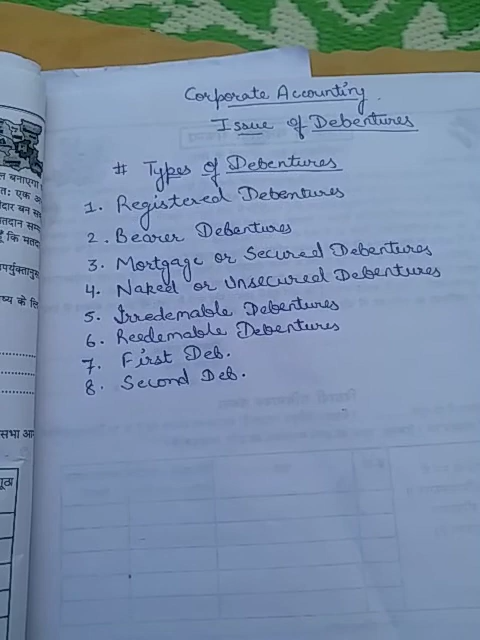 Corporate Accounting.
Issue of Debentures
# Types of Debentures
1. Registered Debentures
2. Bearer Debentures
3. Mortgage or Secured Debentures
4. Naked or Unsecured Debentures
5. Irredemable Debentures
6. Reedemable Debentures
7. First Deb.
8. Second Deb.